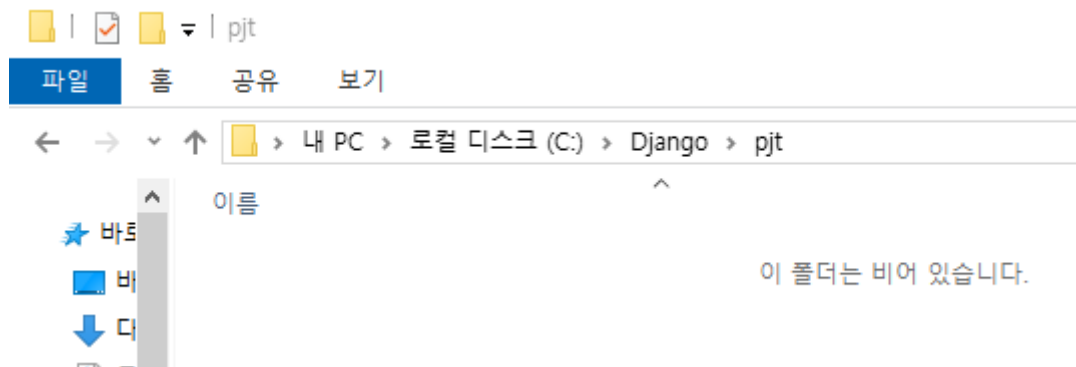 pjt
파일 홈 공유 보기
내 PC 로컬 디스크 (C:) Django pjt
이름
바로
이 폴더는 비어 있습니다.